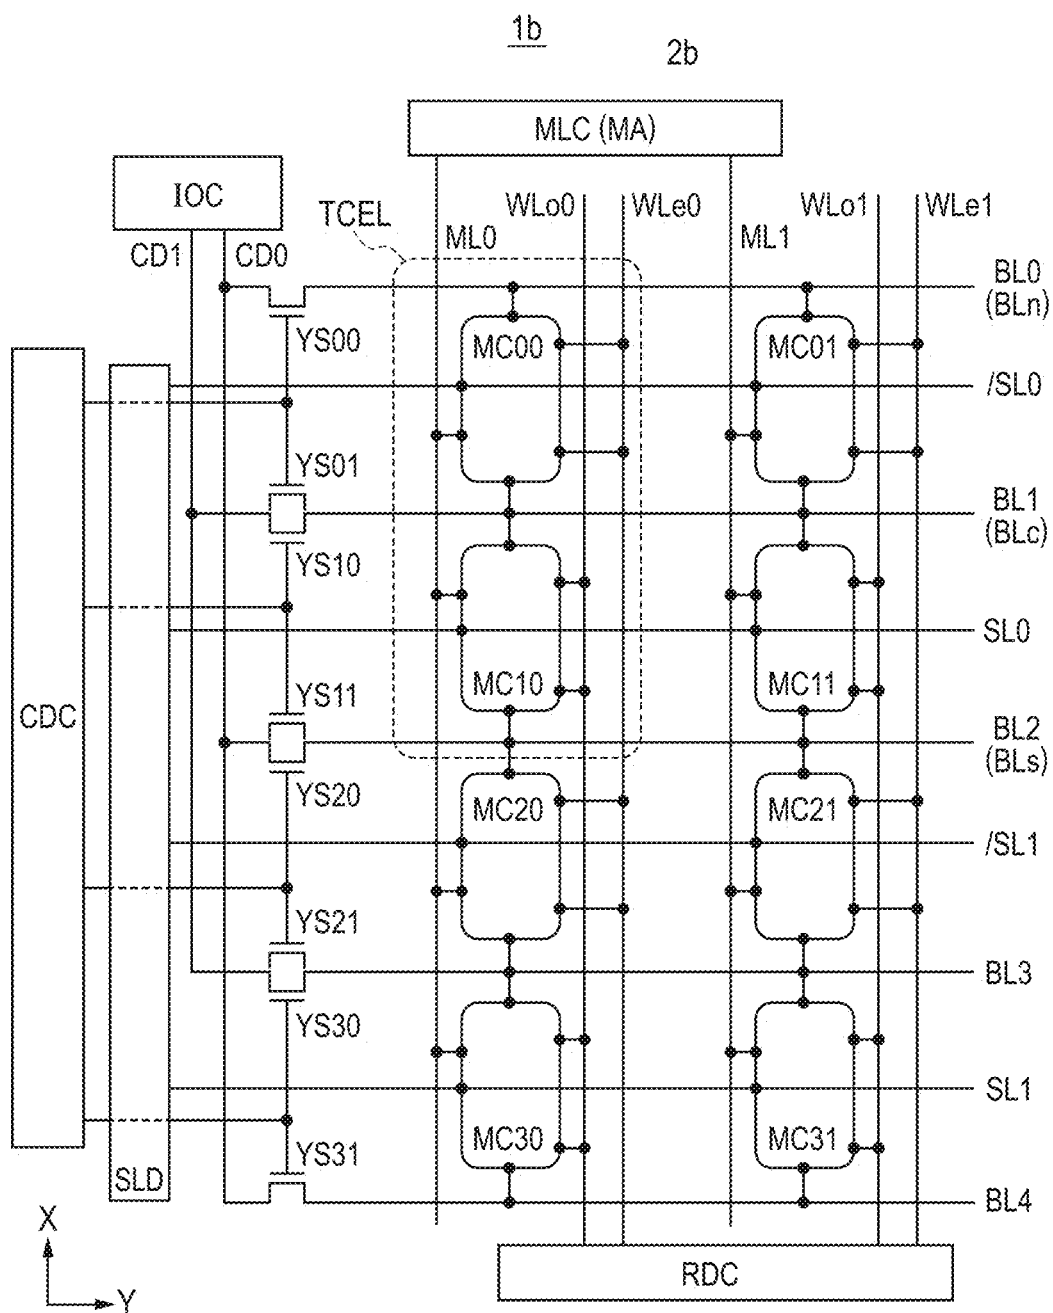 1b
2b
MLC (MA)
IOC
CD1
CD0
TCEL
ML0
WLo0
WLe0
ML1
WLo1
WLe1
BL0
(BLn)
YS00
MC00
MC01
/SL0
YS01
BL1
(BLc)
YS10
SL0
MC10
MC11
YS11
CDC
BL2
(BLs)
YS20
MC20
MC21
/SL1
YS21
BL3
YS30
SL1
MC30
MC31
YS31
SLD
BL4
X
Y
RDC